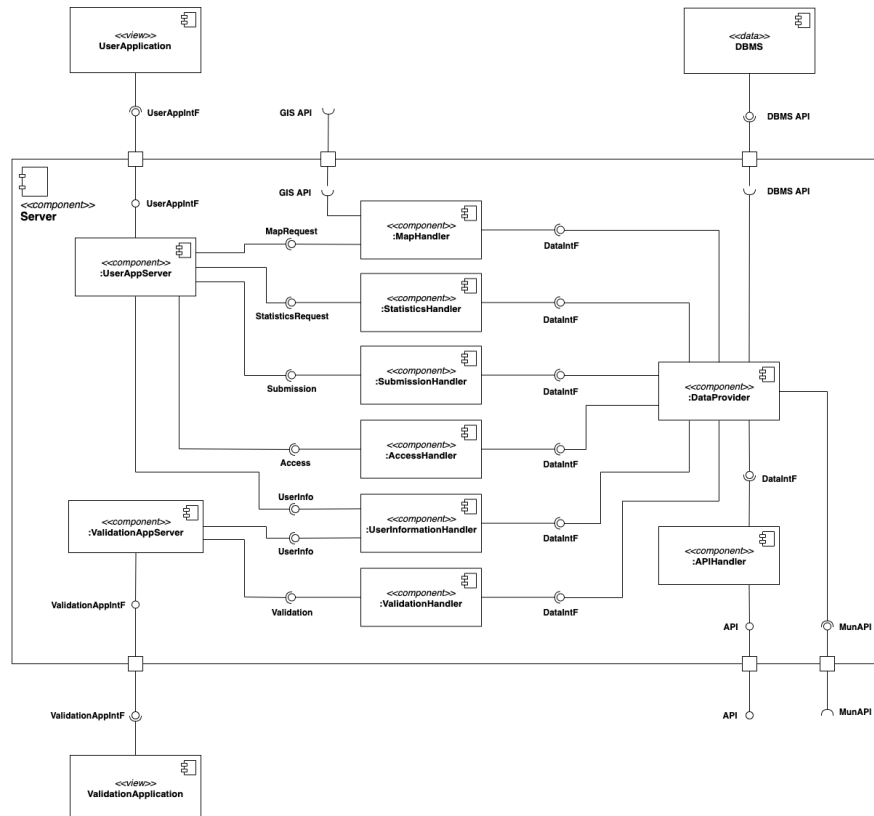 <<view>>
UserApplication
<<data>>
DBMS
UserAppIntF
GIS API
DBMS API
<<component>>
Server
UserAppIntF
GIS API
DBMS API
MapRequest
<<component>>
:MapHandler
DataIntF
<<component>>
:UserAppServer
StatisticsRequest
<<component>>
:StatisticsHandler
DataIntF
Submission
<<component>>
:SubmissionHandler
DataIntF
<<component>>
:DataProvider
Access
<<component>>
:AccessHandler
DataIntF
DataIntF
UserInfo
<<component>>
:UserInformationHandler
DataIntF
<<component>>
:ValidationAppServer
UserInfo
<<component>>
:APIHandler
ValidationAppIntF
Validation
<<component>>
:ValidationHandler
DataIntF
API
MunAPI
ValidationAppIntF
API
MunAPI
<<view>>
ValidationApplication